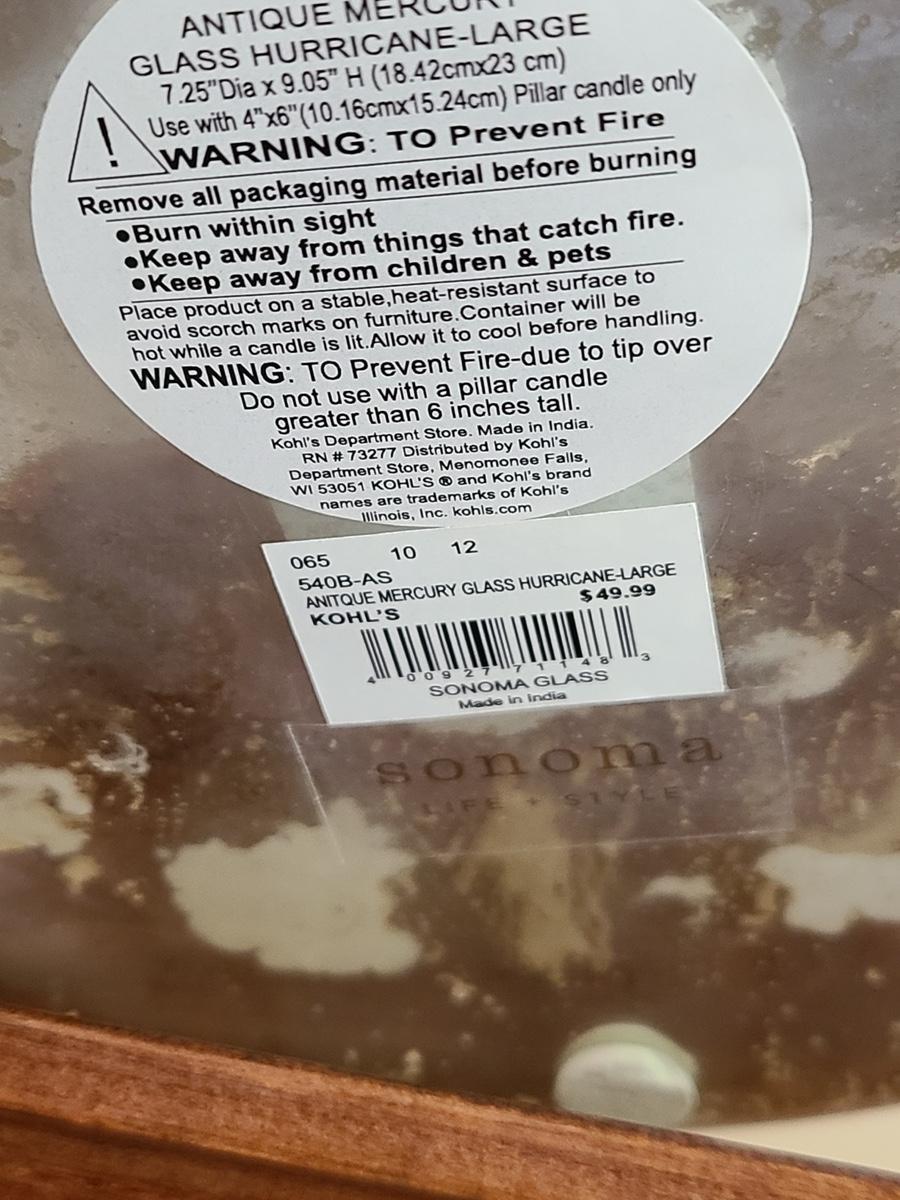 ANTIQUE MERCURY
GLASS HURRICANE-LARGE
7.25"Dia x 9.05" H (18.42cmx23 cm)
Use with 4"x6"(10.16cmx15.24cm) Pillar candle only
!
WARNING: TO Prevent Fire
Remove all packaging material before burning
•Burn within sight
•Keep away from things that catch fire.
•Keep away from children & pets
Place product on a stable,heat-resistant surface to
avoid scorch marks on furniture.Container will be
hot while a candle is lit.Allow it to cool before handling.
WARNING: TO Prevent Fire-due to tip over
Do not use with a pillar candle
greater than 6 inches tall.
Kohl's Department Store. Made in India.
RN # 73277 Distributed by Kohl's
Department Store, Menomonee Falls,
WI 53051 KOHL'S ® and Kohl's brand
names are trademarks of Kohl's
Illinois, Inc. kohls.com
065 10 12
540B-AS
ANITQUE MERCURY GLASS HURRICANE-LARGE
KOHL'S $49.99
4 00927 71148 3
SONOMA GLASS
Made in India
sonoma
LIFE + STYLE